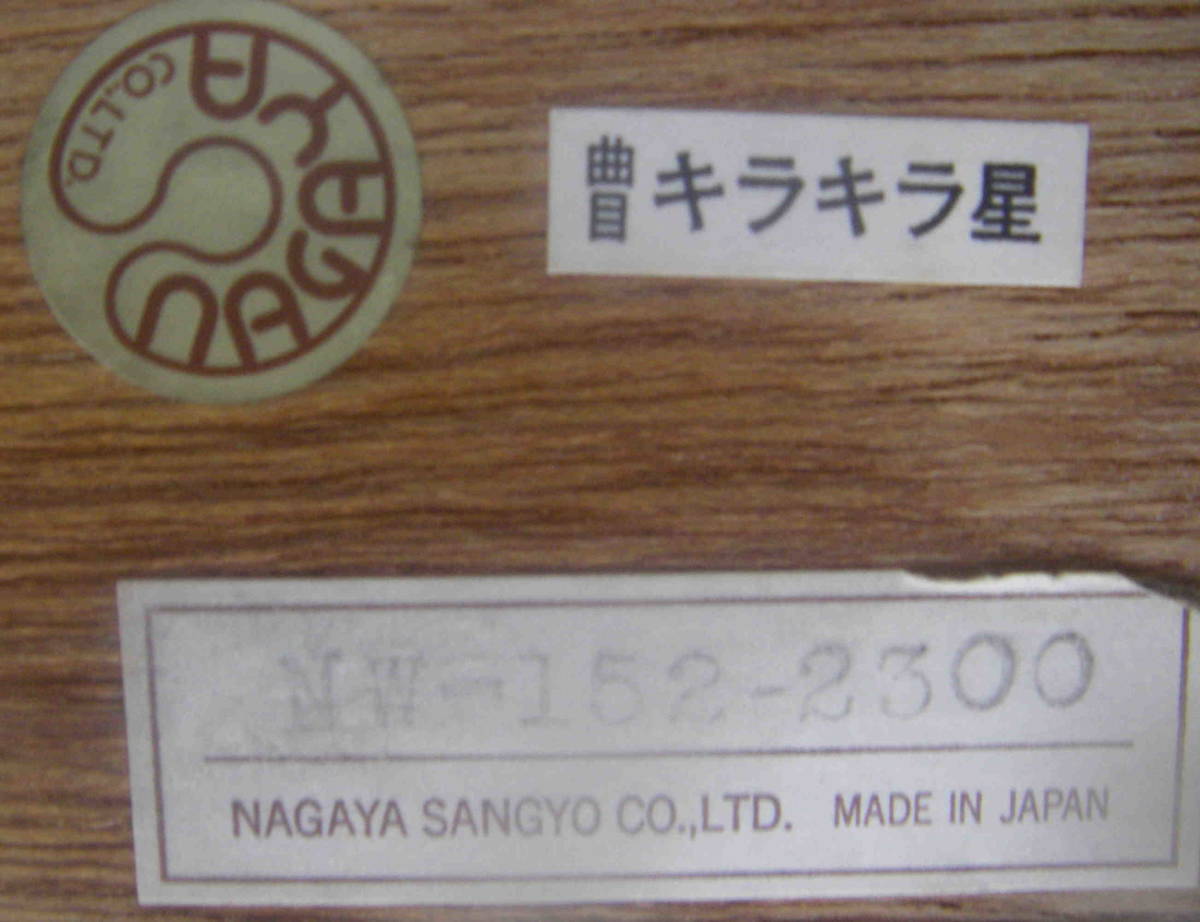 NAGAYA
CO.,LTD.
曲目 キラキラ星
MW-152-2300
NAGAYA SANGYO CO.,LTD. MADE IN JAPAN